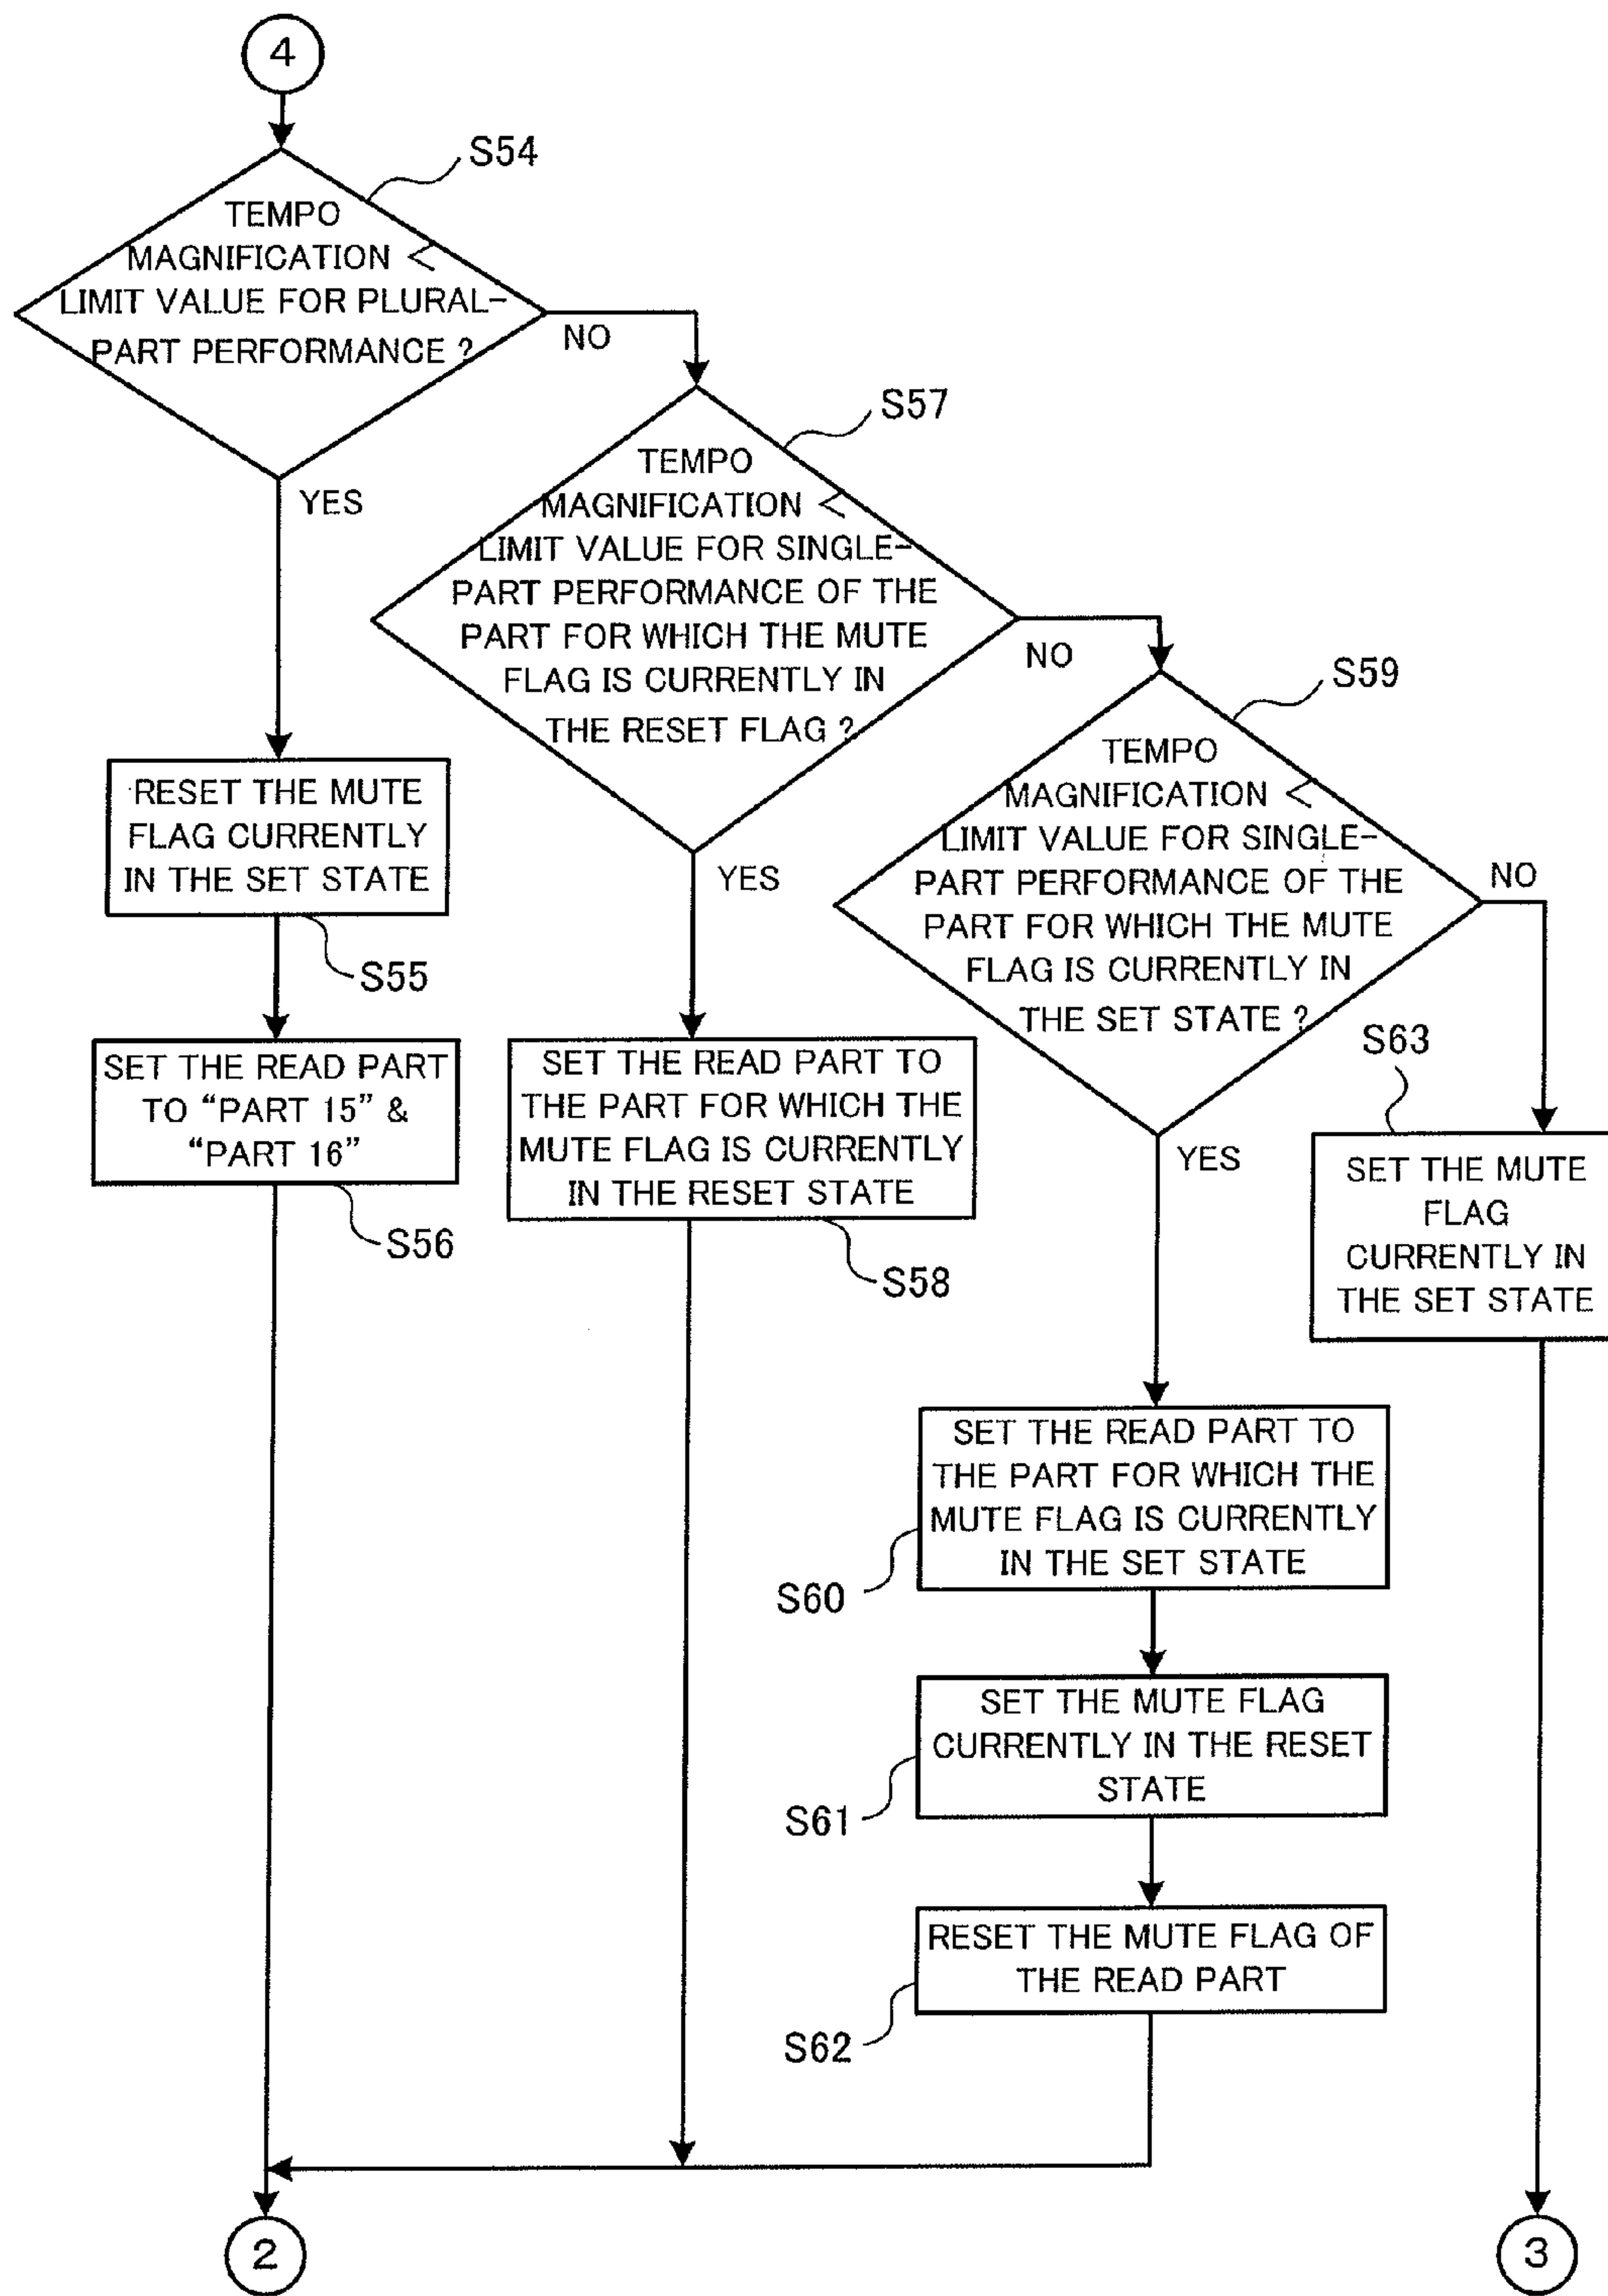 4
S54
TEMPO
MAGNIFICATION <
LIMIT VALUE FOR PLURAL-
PART PERFORMANCE ?
NO
YES
S57
TEMPO
MAGNIFICATION <
LIMIT VALUE FOR SINGLE-
PART PERFORMANCE OF THE
PART FOR WHICH THE MUTE
FLAG IS CURRENTLY IN
THE RESET FLAG ?
NO
YES
S59
TEMPO
MAGNIFICATION <
LIMIT VALUE FOR SINGLE-
PART PERFORMANCE OF THE
PART FOR WHICH THE MUTE
FLAG IS CURRENTLY IN
THE SET STATE ?
NO
YES
RESET THE MUTE
FLAG CURRENTLY
IN THE SET STATE
S55
SET THE READ PART
TO “PART 15” &
“PART 16”
S56
SET THE READ PART TO
THE PART FOR WHICH THE
MUTE FLAG IS CURRENTLY
IN THE RESET STATE
S58
S63
SET THE MUTE
FLAG
CURRENTLY IN
THE SET STATE
SET THE READ PART TO
THE PART FOR WHICH THE
MUTE FLAG IS CURRENTLY
IN THE SET STATE
S60
SET THE MUTE FLAG
CURRENTLY IN THE RESET
STATE
S61
RESET THE MUTE FLAG OF
THE READ PART
S62
2
3